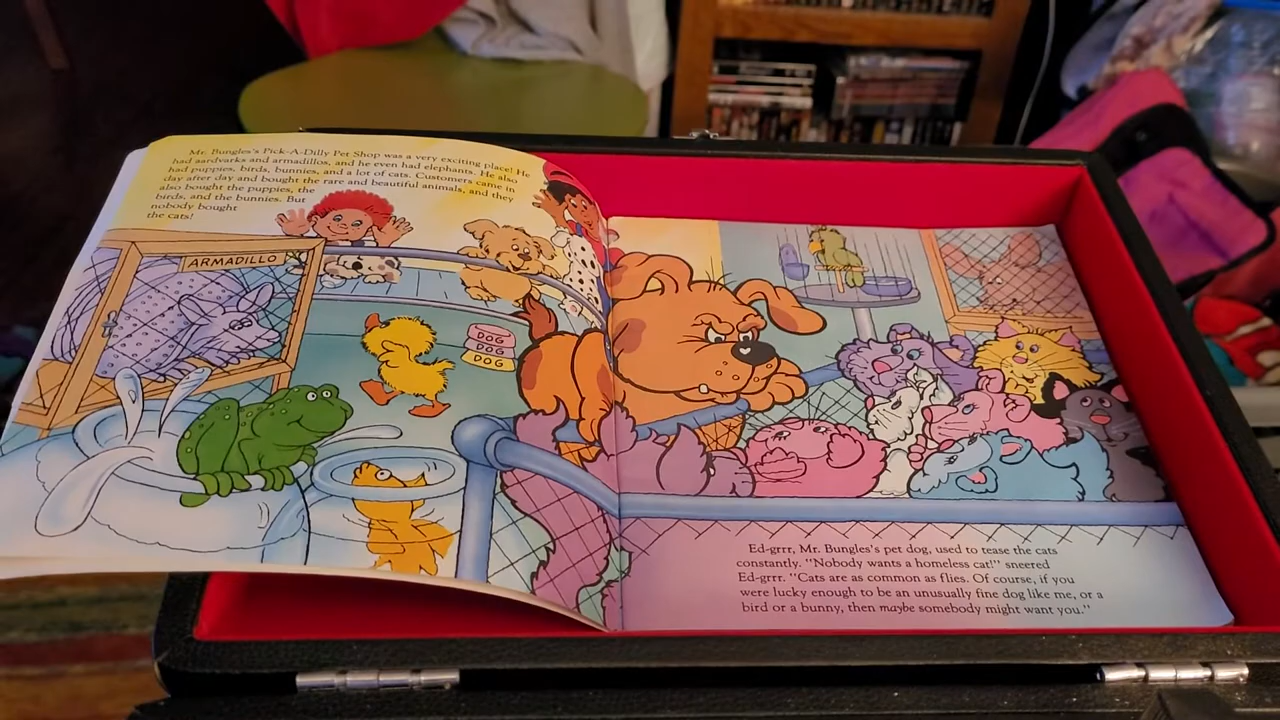 Mr. Bungles's Pick-A-Dilly Pet Shop was a very exciting place! He
had aardvarks and armadillos, and he even had elephants. He also
had puppies, birds, bunnies, and a lot of cats. Customers came in
day after day and bought the rare and beautiful animals, and they
also bought the puppies, the
birds, and the bunnies. But
nobody bought
the cats!
ARMADILLO
DOG
DOG
DOG
Ed-grrr, Mr. Bungles's pet dog, used to tease the cats
constantly. "Nobody wants a homeless cat!" sneered
Ed-grrr. "Cats are as common as flies. Of course, if you
were lucky enough to be an unusually fine dog like me, or a
bird or a bunny, then maybe somebody might want you."